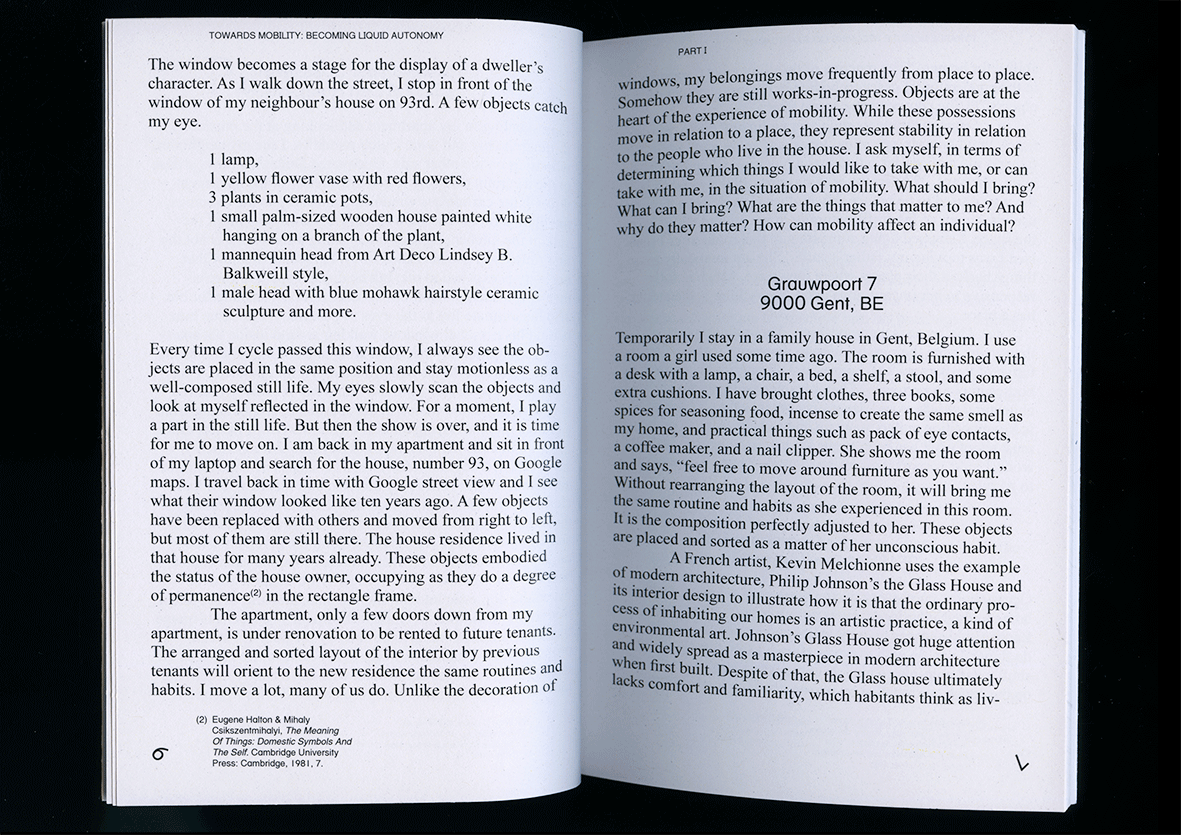 TOWARDS MOBILITY: BECOMING LIQUID AUTONOMY
The window becomes a stage for the display of a dweller's
character. As I walk down the street, I stop in front of the
window of my neighbour's house on 93rd. A few objects catch
my eye.
1 lamp,
1 yellow flower vase with red flowers,
3 plants in ceramic pots,
1 small palm-sized wooden house painted white
hanging on a branch of the plant,
1 mannequin head from Art Deco Lindsey B.
Balkweill style,
1 male head with blue mohawk hairstyle ceramic
sculpture and more.
Every time I cycle passed this window, I always see the ob-
jects are placed in the same position and stay motionless as a
well-composed still life. My eyes slowly scan the objects and
look at myself reflected in the window. For a moment, I play
a part in the still life. But then the show is over, and it is time
for me to move on. I am back in my apartment and sit in front
of my laptop and search for the house, number 93, on Google
maps. I travel back in time with Google street view and I see
what their window looked like ten years ago. A few objects
have been replaced with others and moved from right to left,
but most of them are still there. The house residence lived in
that house for many years already. These objects embodied
the status of the house owner, occupying as they do a degree
of permanence(2) in the rectangle frame.
The apartment, only a few doors down from my
apartment, is under renovation to be rented to future tenants.
The arranged and sorted layout of the interior by previous
tenants will orient to the new residence the same routines and
habits. I move a lot, many of us do. Unlike the decoration of
(2) Eugene Halton & Mihaly
Csikszentmihalyi, The Meaning
Of Things: Domestic Symbols And
The Self. Cambridge University
Press: Cambridge, 1981, 7.
6
PART I
windows, my belongings move frequently from place to place.
Somehow they are still works-in-progress. Objects are at the
heart of the experience of mobility. While these possessions
move in relation to a place, they represent stability in relation
to the people who live in the house. I ask myself, in terms of
determining which things I would like to take with me, or can
take with me, in the situation of mobility. What should I bring?
What can I bring? What are the things that matter to me? And
why do they matter? How can mobility affect an individual?
Grauwpoort 7
9000 Gent, BE
Temporarily I stay in a family house in Gent, Belgium. I use
a room a girl used some time ago. The room is furnished with
a desk with a lamp, a chair, a bed, a shelf, a stool, and some
extra cushions. I have brought clothes, three books, some
spices for seasoning food, incense to create the same smell as
my home, and practical things such as pack of eye contacts,
a coffee maker, and a nail clipper. She shows me the room
and says, “feel free to move around furniture as you want.”
Without rearranging the layout of the room, it will bring me
the same routine and habits as she experienced in this room.
It is the composition perfectly adjusted to her. These objects
are placed and sorted as a matter of her unconscious habit.
A French artist, Kevin Melchionne uses the example
of modern architecture, Philip Johnson's the Glass House and
its interior design to illustrate how it is that the ordinary pro-
cess of inhabiting our homes is an artistic practice, a kind of
environmental art. Johnson's Glass House got huge attention
and widely spread as a masterpiece in modern architecture
when first built. Despite of that, the Glass house ultimately
lacks comfort and familiarity, which habitants think as liv-
7